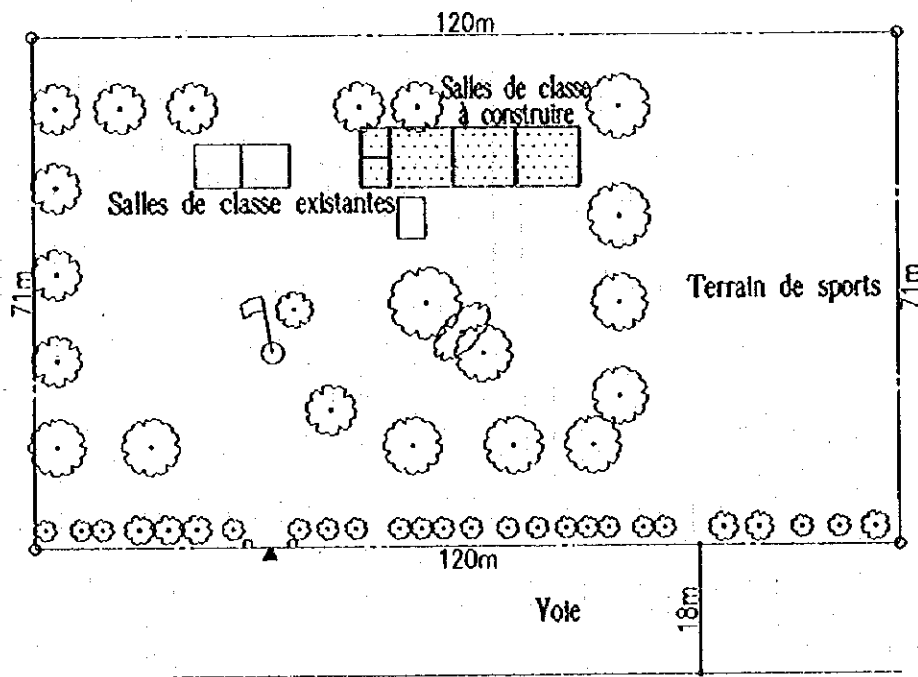 120m
Salles de classe
à construire
Salles de classe existantes
71m
Terrain de sports
71m
120m
Voie
18m